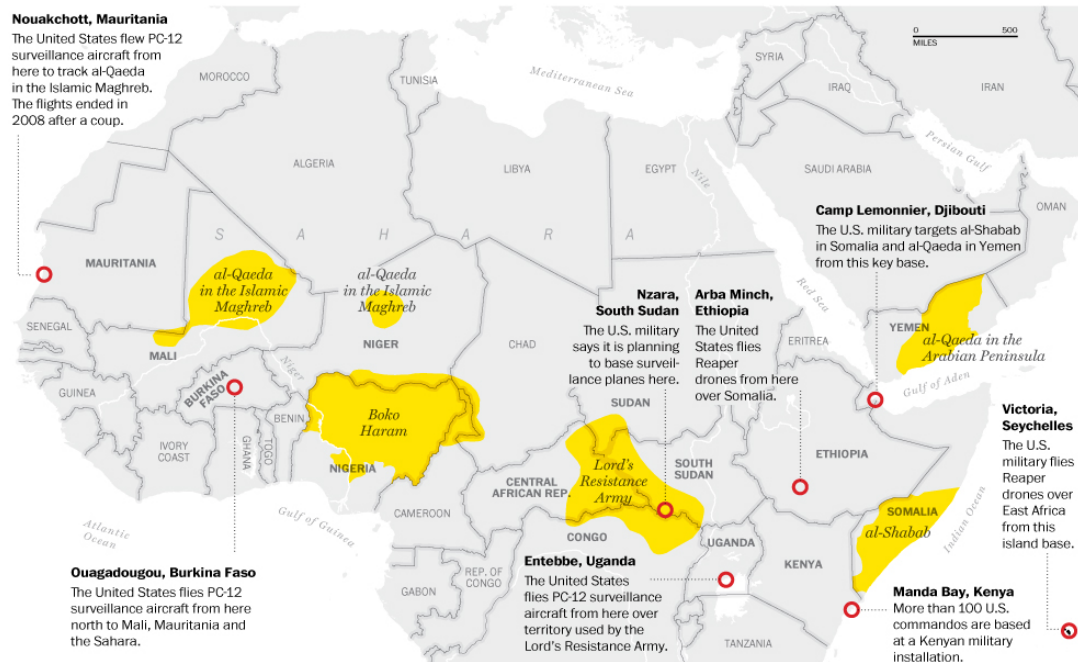 Nouakchott, Mauritania
The United States flew PC-12
surveillance aircraft from
here to track al-Qaeda
in the Islamic Maghreb.
The flights ended in
2008 after a coup.
0 500
MILES
MOROCCO
TUNISIA
Mediterranean Sea
SYRIA
IRAQ
IRAN
ALGERIA
LIBYA
EGYPT
Nile
SAUDI ARABIA
Persian Gulf
OMAN
S A H A R A
MAURITANIA
al-Qaeda
in the Islamic
Maghreb
al-Qaeda
in the Islamic
Maghreb
Camp Lemonnier, Djibouti
The U.S. military targets al-Shabab
in Somalia and al-Qaeda in Yemen
from this key base.
Nzara,
South Sudan
The U.S. military
says it is planning
to base surveil-
lance planes here.
Arba Minch,
Ethiopia
The United
States flies
Reaper
drones from here
over Somalia.
Red Sea
ERITREA
YEMEN
al-Qaeda in the
Arabian Peninsula
Gulf of Aden
SENEGAL
MALI
NIGER
CHAD
Niger
GUINEA
BURKINA
FASO
BENIN
IVORY
COAST
GHANA
TOGO
Boko
Haram
NIGERIA
SUDAN
CENTRAL
AFRICAN REP.
Lord's
Resistance
Army
SOUTH
SUDAN
ETHIOPIA
Victoria,
Seychelles
The U.S.
military flies
Reaper
drones over
East Africa
from this
island base.
SOMALIA
al-Shabab
Indian Ocean
Atlantic
Ocean
Gulf of Guinea
CAMEROON
CONGO
UGANDA
KENYA
REP. OF
CONGO
GABON
Ouagadougou, Burkina Faso
The United States flies PC-12
surveillance aircraft from here
north to Mali, Mauritania and
the Sahara.
Entebbe, Uganda
The United States
flies PC-12 surveillance
aircraft from here over
territory used by the
Lord's Resistance Army.
TANZANIA
Manda Bay, Kenya
More than 100 U.S.
commandos are based
at a Kenyan military
installation.